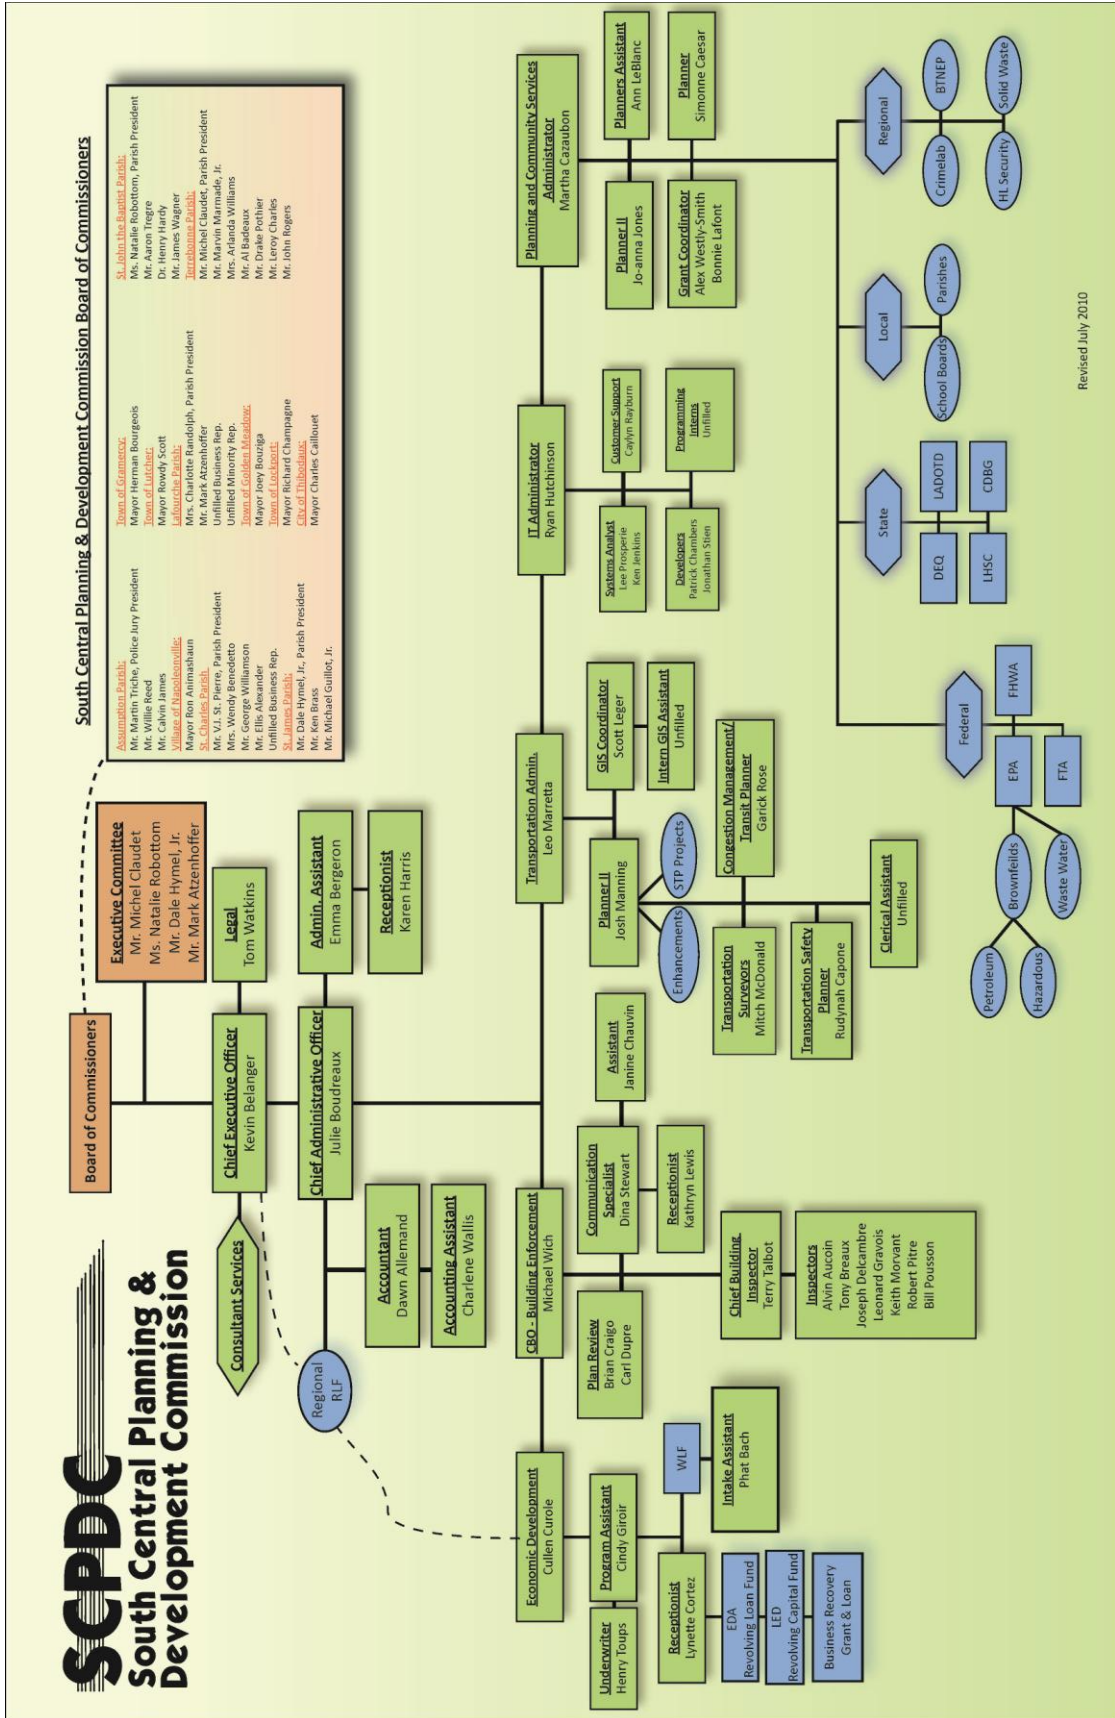 SCPDC
South Central Planning &
Development Commission
Board of Commissioners
Executive Committee
Mr. Michel Claudet
Ms. Natalie Robottom
Mr. Dale Hymel, Jr.
Mr. Mark Atzenhoffer
South Central Planning & Development Commission Board of Commissioners
Assumption Parish:
Mr. Martin Triche, Police Jury President
Mr. Willie Reed
Mr. Calvin James
Village of Napoleonville:
Mayor Ron Animashaun
St. Charles Parish
Mr. V.J. St. Pierre, Parish President
Mrs. Wendy Benedetto
Mr. George Williamson
Mr. Ellis Alexander
Unfilled Business Rep.
St. James Parish:
Mr. Dale Hymel, Jr., Parish President
Mr. Ken Brass
Mr. Michael Guillot, Jr.
Town of Gramercy:
Mayor Herman Bourgeois
Town of Lutcher:
Mayor Rowdy Scott
Lafourche Parish:
Mrs. Charlotte Randolph, Parish President
Mr. Mark Atzenhoffer
Unfilled Business Rep.
Unfilled Minority Rep.
Town of Golden Meadow:
Mayor Joey Bouziga
Town of Lockport:
Mayor Richard Champagne
City of Thibodaux:
Mayor Charles Caillouet
St. John the Baptist Parish:
Ms. Natalie Robottom, Parish President
Mr. Aaron Tregre
Dr. Henry Hardy
Mr. James Wagner
Terrebonne Parish:
Mr. Michel Claudet, Parish President
Mr. Marvin Marmade, Jr.
Mrs. Arlanda Williams
Mr. Al Badeaux
Mr. Drake Pothier
Mr. Leroy Charles
Mr. John Rogers
Consultant Services
Chief Executive Officer
Kevin Belanger
Legal
Tom Watkins
Regional
RLF
Chief Administrative Officer
Julie Boudreaux
Admin. Assistant
Emma Bergeron
Receptionist
Karen Harris
Accountant
Dawn Allemand
Accounting Assistant
Charlene Wallis
Economic Development
Cullen Curole
Underwriter
Henry Toups
Program Assistant
Cindy Giroir
Receptionist
Lynette Cortez
WLF
Intake Assistant
Phat Bach
EDA
Revolving Loan Fund
LED
Revolving Capital Fund
Business Recovery
Grant & Loan
CBO - Building Enforcement
Michael Wich
Plan Review
Brian Craigo
Carl Dupre
Communication
Specialist
Dina Stewart
Assistant
Janine Chauvin
Receptionist
Kathryn Lewis
Chief Building
Inspector
Terry Talbot
Inspectors
Alvin Aucoin
Tony Breaux
Joseph Delcambre
Leonard Gravois
Keith Morvant
Robert Pitre
Bill Pousson
Transportation Admin.
Leo Marretta
Planner II
Josh Manning
GIS Coordinator
Scott Leger
Intern GIS Assistant
Unfilled
Enhancements
STP Projects
Transportation
Surveyors
Mitch McDonald
Congestion Management/
Transit Planner
Garick Rose
Transportation Safety
Planner
Rudynah Capone
Clerical Assistant
Unfilled
IT Administrator
Ryan Hutchinson
Systems Analyst
Lee Prosperie
Ken Jenkins
Customer Support
Caylyn Rayburn
Developers
Patrick Chambers
Jonathan Stien
Programming
Interns
Unfilled
Planning and Community Services
Administrator
Martha Cazaubon
Planner II
Jo-anna Jones
Planners Assistant
Ann LeBlanc
Grant Coordinator
Alex Westly-Smith
Bonnie Lafont
Planner
Simonne Caesar
Federal
EPA
FHWA
FTA
Brownfeilds
Waste Water
Petroleum
Hazardous
State
DEQ
LADOTD
LHSC
CDBG
Local
School Boards
Parishes
Regional
Crimelab
BTNEP
HL Security
Solid Waste
Revised July 2010